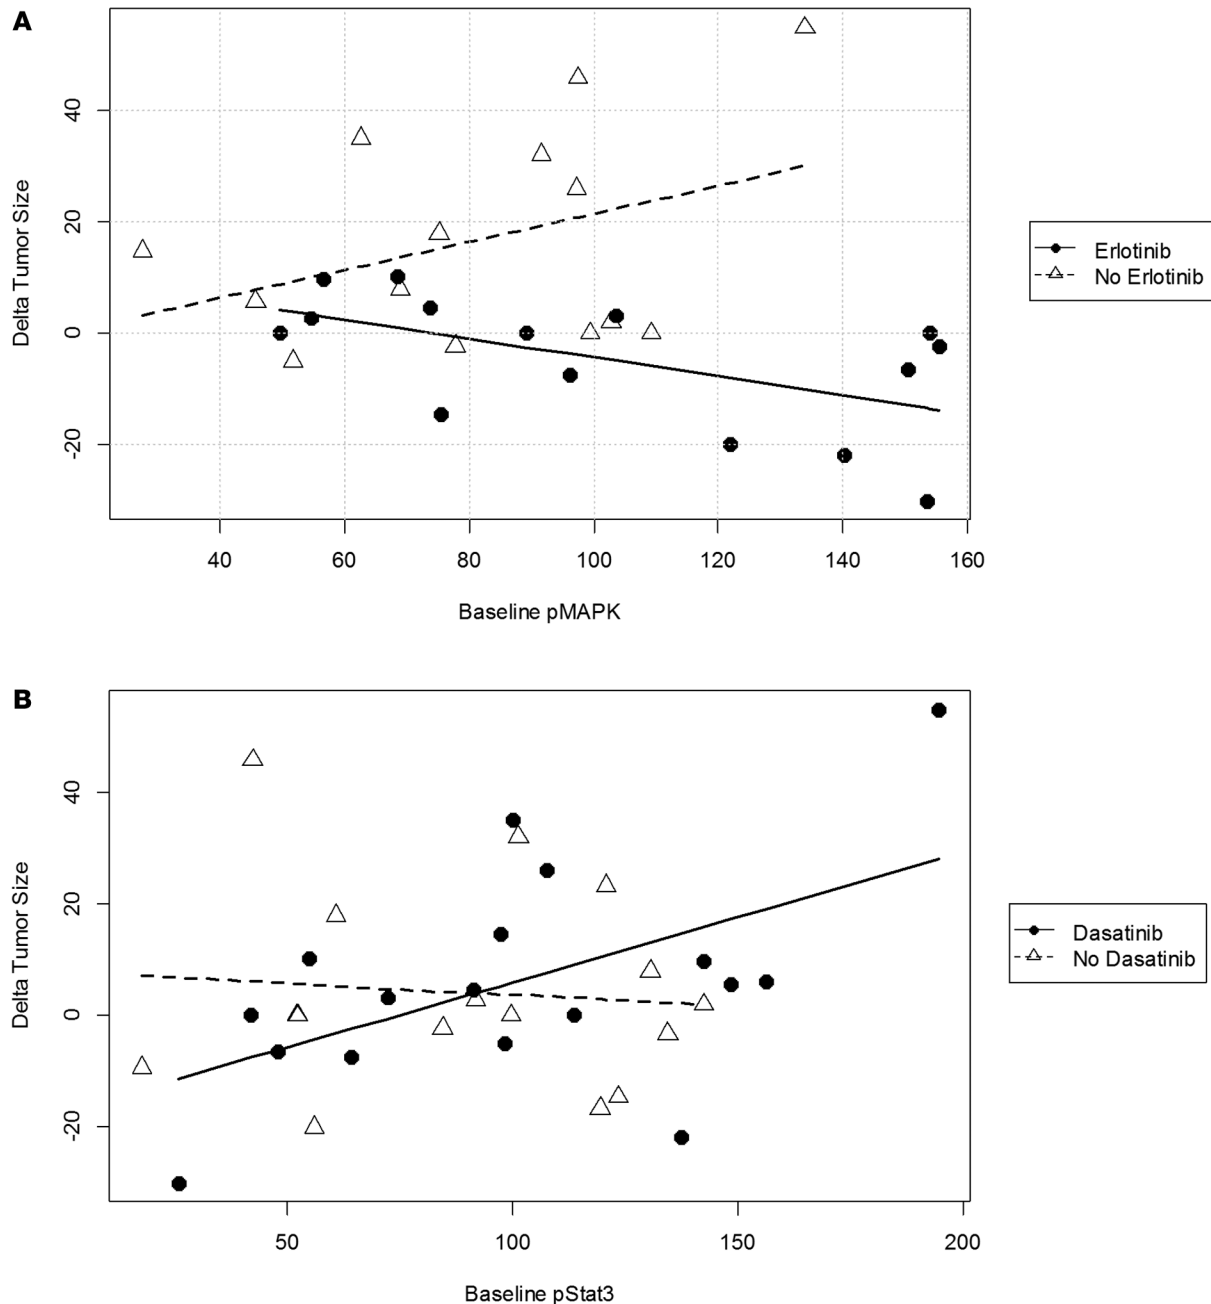 A
Delta Tumor Size
40
20
0
-20
40 60 80 100 120 140 160
Baseline pMAPK
Erlotinib
No Erlotinib
B
Delta Tumor Size
40
20
0
-20
50 100 150 200
Baseline pStat3
Dasatinib
No Dasatinib